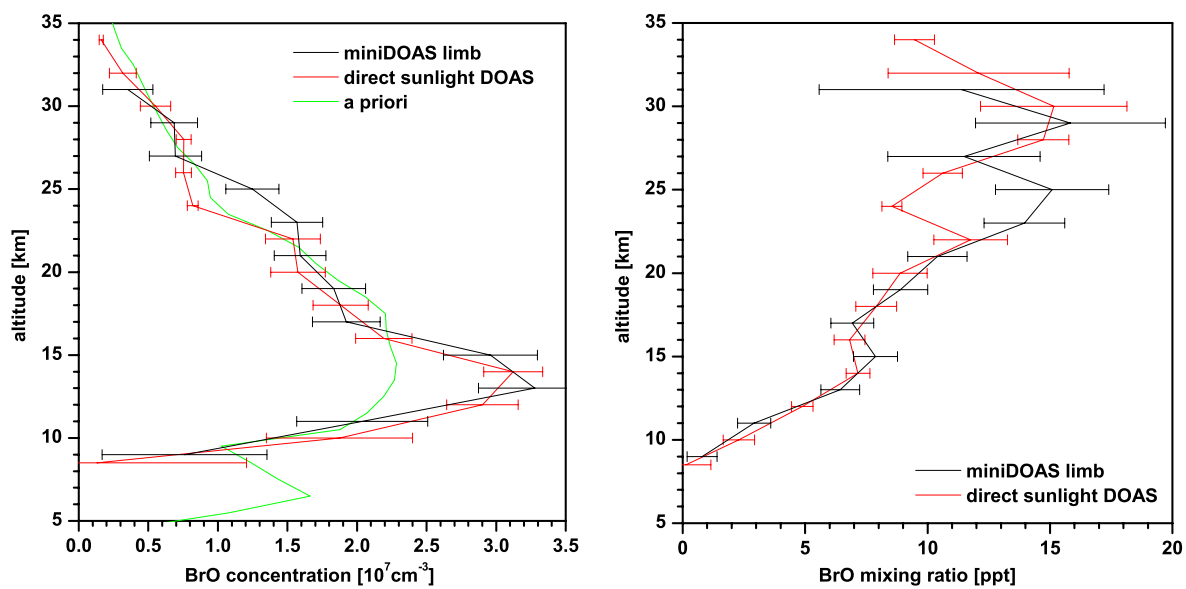 35
30
25
20
15
10
5
altitude [km]
miniDOAS limb
direct sunlight DOAS
a priori
0.0 0.5 1.0 1.5 2.0 2.5 3.0 3.5
BrO concentration [10⁷cm⁻³]
35
30
25
20
15
10
5
altitude [km]
miniDOAS limb
direct sunlight DOAS
0 5 10 15 20
BrO mixing ratio [ppt]